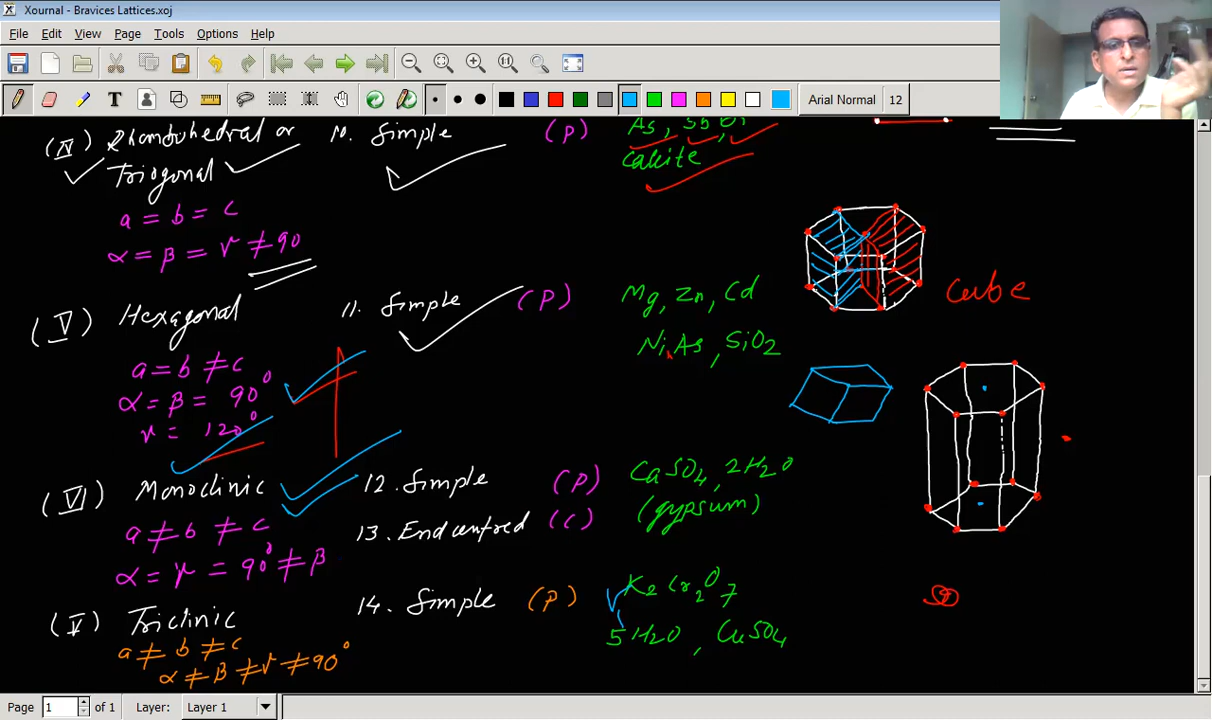 Xournal - Bravices Lattices.xoj
File Edit View Page Tools Options Help
Arial Normal 12
(IV) Rhombohedral or
Trigonal
10. Simple (P)
As, Sb, Bi
Calcite
a = b = c
α = β = γ ≠ 90
(V) Hexagonal
11. Simple (P)
Mg, Zn, Cd
NiAs, SiO2
Cube
a = b ≠ c
α = β = 90°
γ = 120°
(VI) Monoclinic
12. Simple (P)
CaSO4, 2H2O
(gypsum)
a ≠ b ≠ c
13. End centred (C)
α = γ = 90° ≠ β
(V) Triclinic
14. Simple (P)
K2Cr2O7
5H2O, CuSO4
a ≠ b ≠ c
α ≠ β ≠ γ ≠ 90°
Page 1 of 1 Layer: Layer 1